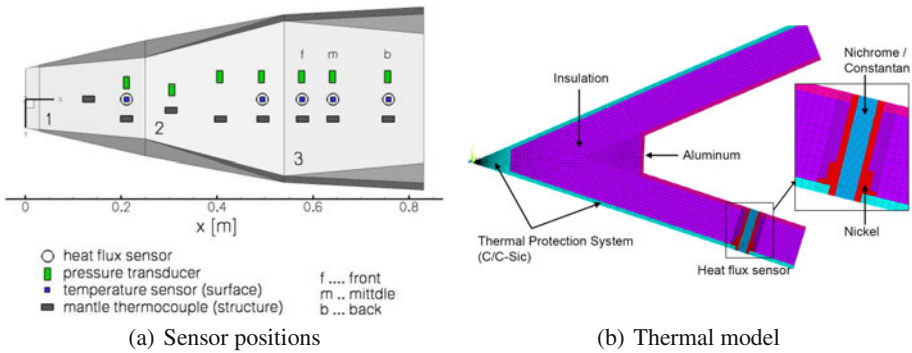 f
m
b
X
Y
1
2
3
0
0.2
0.4
0.6
0.8
x [m]
heat flux sensor
pressure transducer
temperature sensor (surface)
mantle thermocouple (structure)
f .... front
m .. mittdle
b ... back
(a) Sensor positions
Nichrome /
Constantan
Insulation
Aluminum
Thermal Protection System
(C/C-Sic)
Nickel
Heat flux sensor
(b) Thermal model